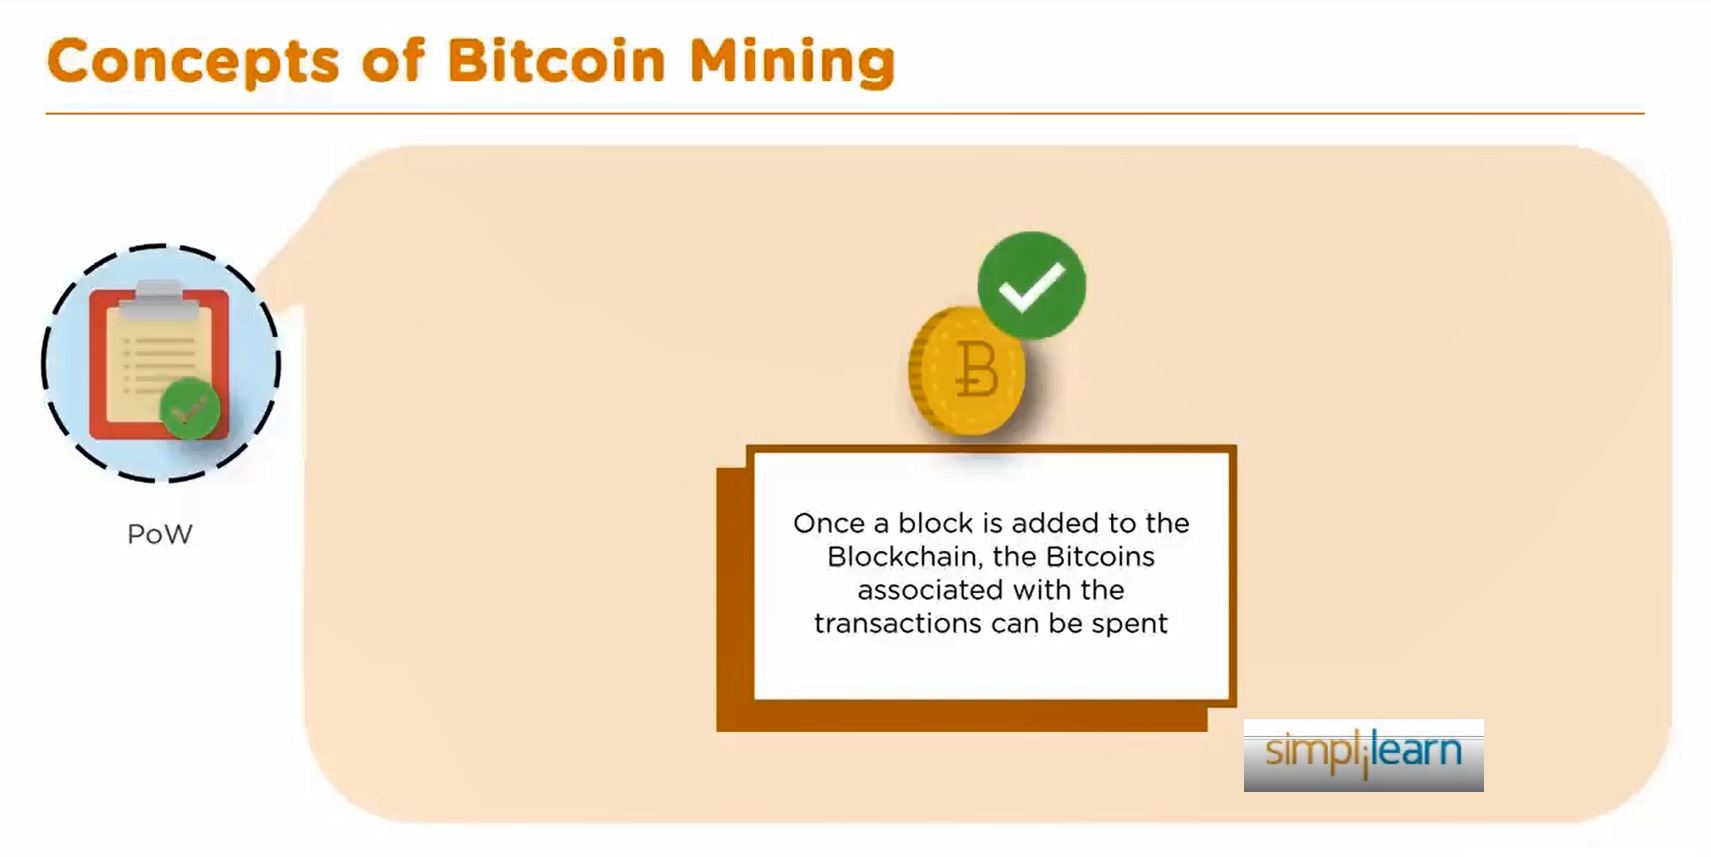 Concepts of Bitcoin Mining
PoW
Once a block is added to the
Blockchain, the Bitcoins
associated with the
transactions can be spent
simplilearn